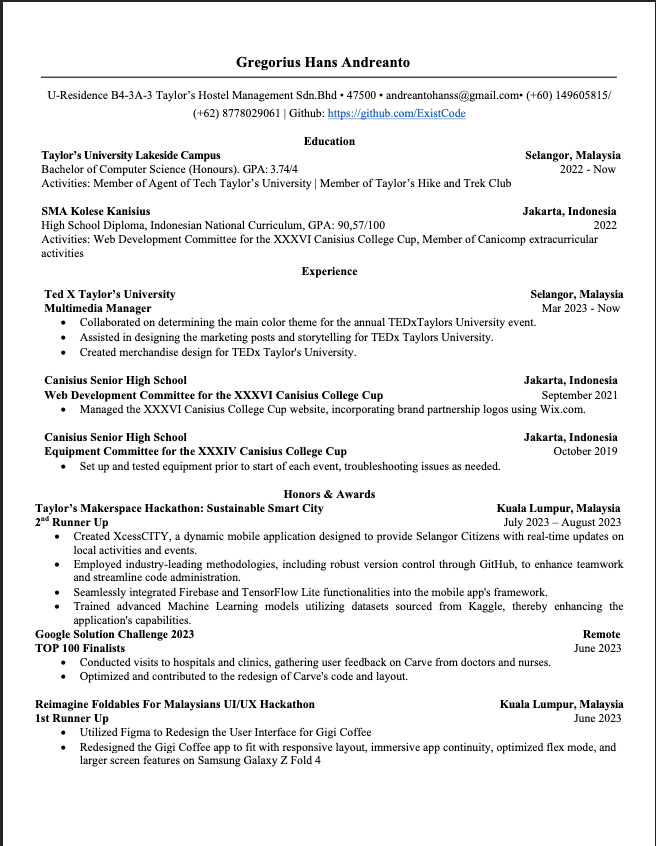 Gregorius Hans Andreanto
U-Residence B4-3A-3 Taylor's Hostel Management Sdn.Bhd • 47500 • andreantohanss@gmail.com• (+60) 149605815/
(+62) 8778029061 | Github: https://github.com/ExistCode
Education
Taylor's University Lakeside Campus Selangor, Malaysia
Bachelor of Computer Science (Honours). GPA: 3.74/4 2022 - Now
Activities: Member of Agent of Tech Taylor's University | Member of Taylor's Hike and Trek Club
SMA Kolese Kanisius Jakarta, Indonesia
High School Diploma, Indonesian National Curriculum, GPA: 90,57/100 2022
Activities: Web Development Committee for the XXXVI Canisius College Cup, Member of Canicomp extracurricular
activities
Experience
Ted X Taylor's University Selangor, Malaysia
Multimedia Manager Mar 2023 - Now
• Collaborated on determining the main color theme for the annual TEDxTaylors University event.
• Assisted in designing the marketing posts and storytelling for TEDx Taylors University.
• Created merchandise design for TEDx Taylor's University.
Canisius Senior High School Jakarta, Indonesia
Web Development Committee for the XXXVI Canisius College Cup September 2021
• Managed the XXXVI Canisius College Cup website, incorporating brand partnership logos using Wix.com.
Canisius Senior High School Jakarta, Indonesia
Equipment Committee for the XXXIV Canisius College Cup October 2019
• Set up and tested equipment prior to start of each event, troubleshooting issues as needed.
Honors & Awards
Taylor's Makerspace Hackathon: Sustainable Smart City Kuala Lumpur, Malaysia
2nd Runner Up July 2023 – August 2023
• Created XcessCITY, a dynamic mobile application designed to provide Selangor Citizens with real-time updates on
local activities and events.
• Employed industry-leading methodologies, including robust version control through GitHub, to enhance teamwork
and streamline code administration.
• Seamlessly integrated Firebase and TensorFlow Lite functionalities into the mobile app's framework.
• Trained advanced Machine Learning models utilizing datasets sourced from Kaggle, thereby enhancing the
application's capabilities.
Google Solution Challenge 2023 Remote
TOP 100 Finalists June 2023
• Conducted visits to hospitals and clinics, gathering user feedback on Carve from doctors and nurses.
• Optimized and contributed to the redesign of Carve's code and layout.
Reimagine Foldables For Malaysians UI/UX Hackathon Kuala Lumpur, Malaysia
1st Runner Up June 2023
• Utilized Figma to Redesign the User Interface for Gigi Coffee
• Redesigned the Gigi Coffee app to fit with responsive layout, immersive app continuity, optimized flex mode, and
larger screen features on Samsung Galaxy Z Fold 4